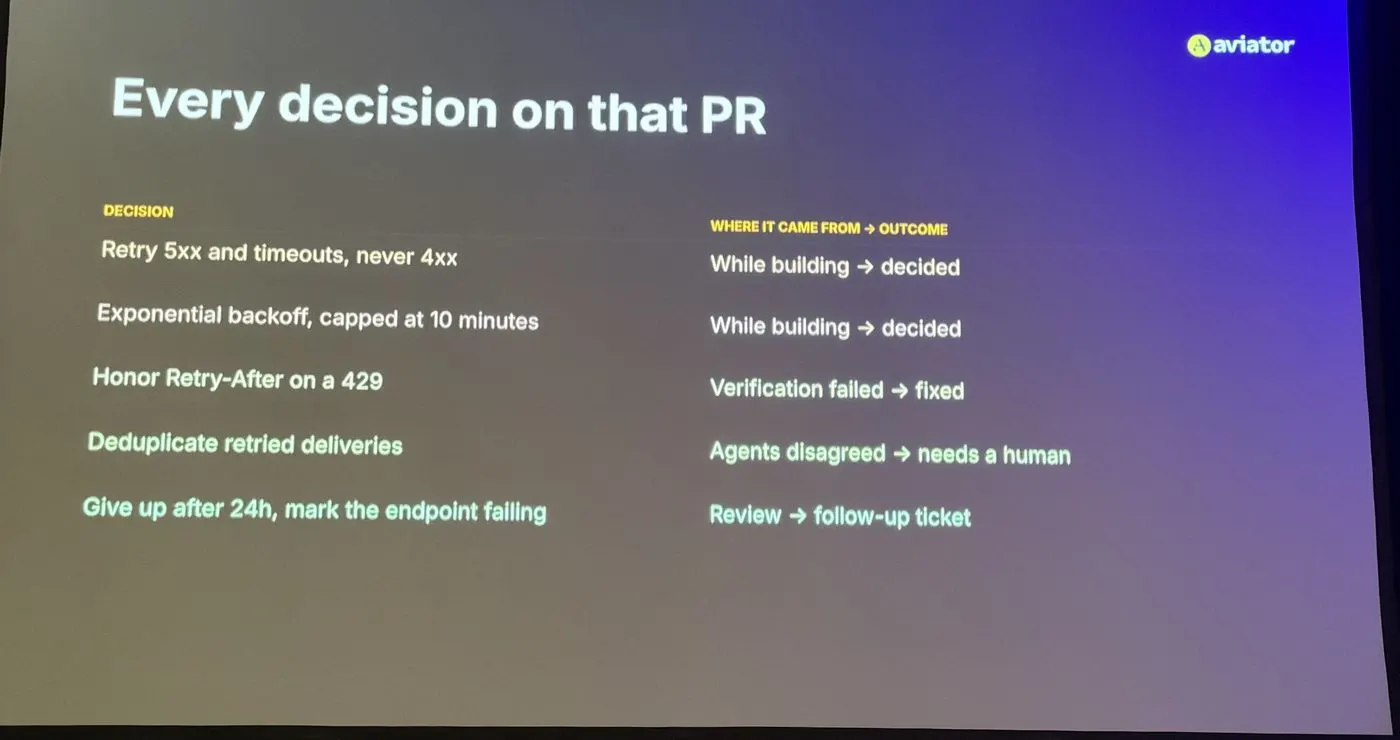 aviator
Every decision on that PR
DECISION
WHERE IT CAME FROM → OUTCOME
Retry 5xx and timeouts, never 4xx
While building → decided
Exponential backoff, capped at 10 minutes
While building → decided
Honor Retry-After on a 429
Verification failed → fixed
Deduplicate retried deliveries
Agents disagreed → needs a human
Give up after 24h, mark the endpoint failing
Review → follow-up ticket